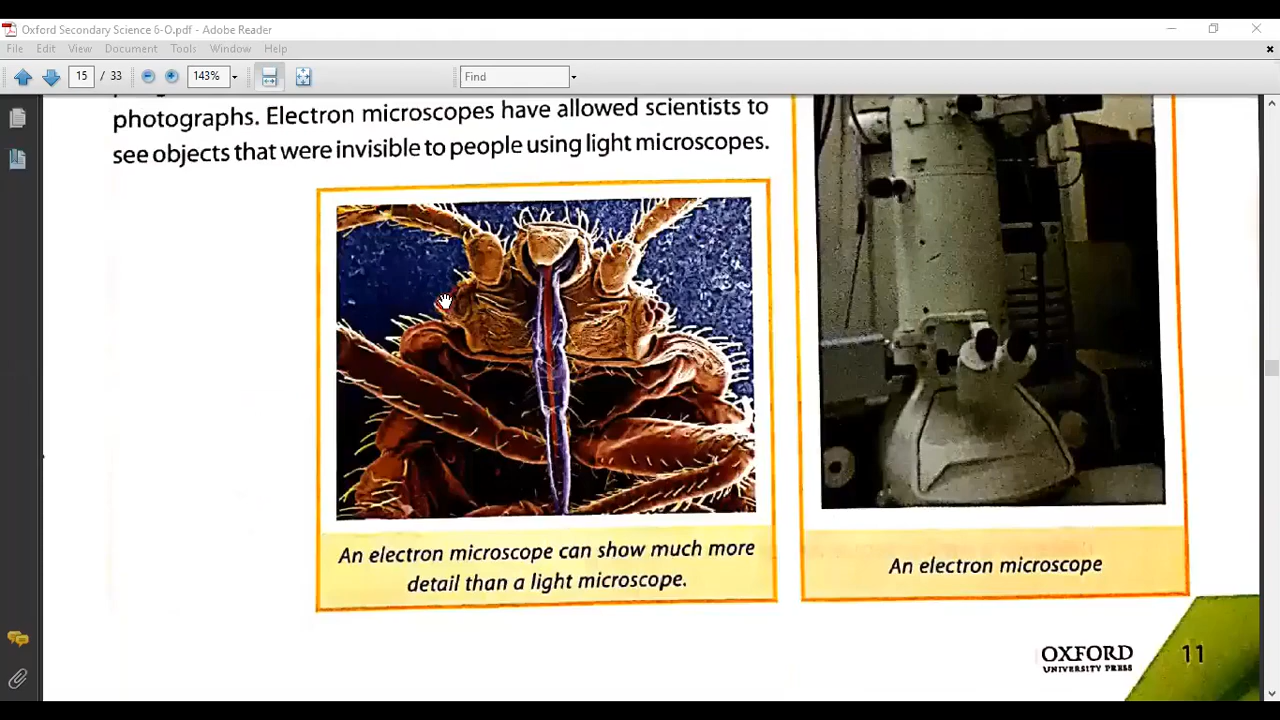 Oxford Secondary Science 6-O.pdf - Adobe Reader
File Edit View Document Tools Window Help
15 / 33 143% Find
photographs. Electron microscopes have allowed scientists to
see objects that were invisible to people using light microscopes.
An electron microscope can show much more
detail than a light microscope.
An electron microscope
OXFORD
UNIVERSITY PRESS
11